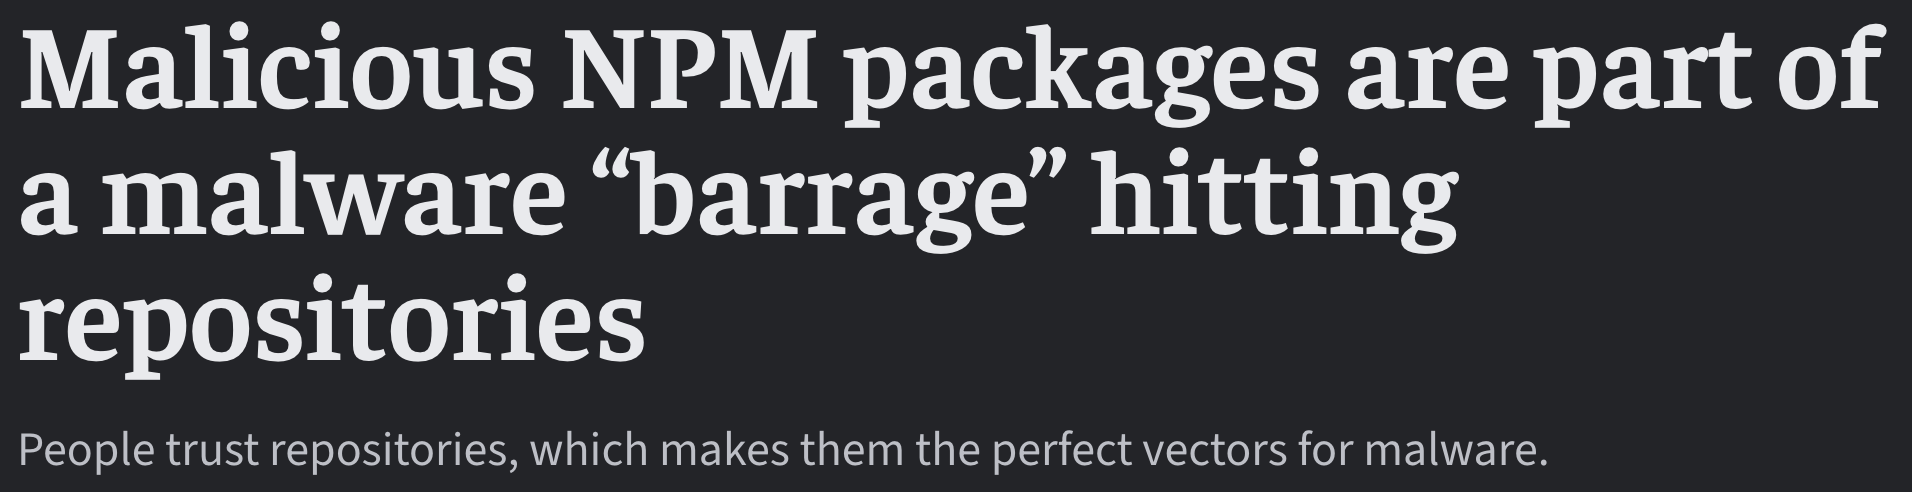 Malicious NPM packages are part of
a malware “barrage” hitting
repositories
People trust repositories, which makes them the perfect vectors for malware.